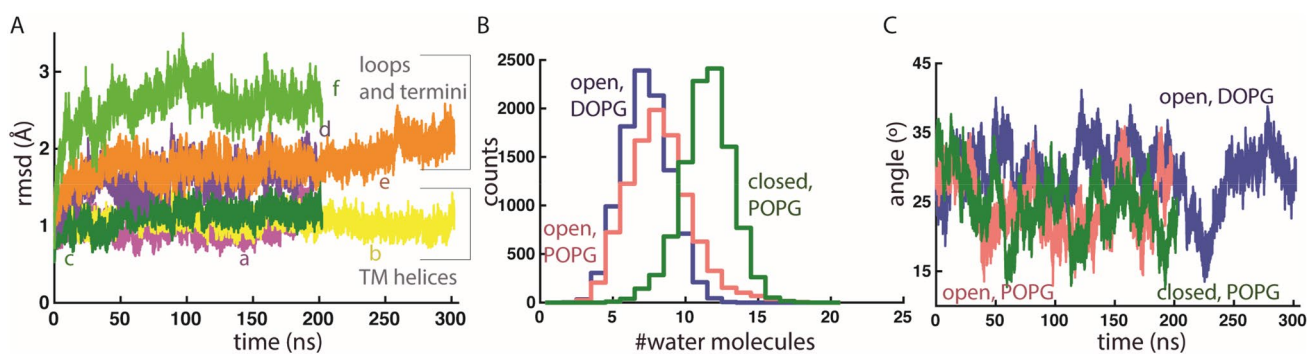 A
rmsd (Å)
3
2
1
0
0
50
100
150
200
250
300
time (ns)
f
loops
and termini
d
e
c
a
b
TM helices
B
counts
2500
2000
1500
1000
500
0
0
5
10
15
20
25
#water molecules
open,
DOPG
open,
POPG
closed,
POPG
C
angle (º)
45
35
25
15
0
50
100
150
200
250
300
time (ns)
open, DOPG
open, POPG
closed, POPG